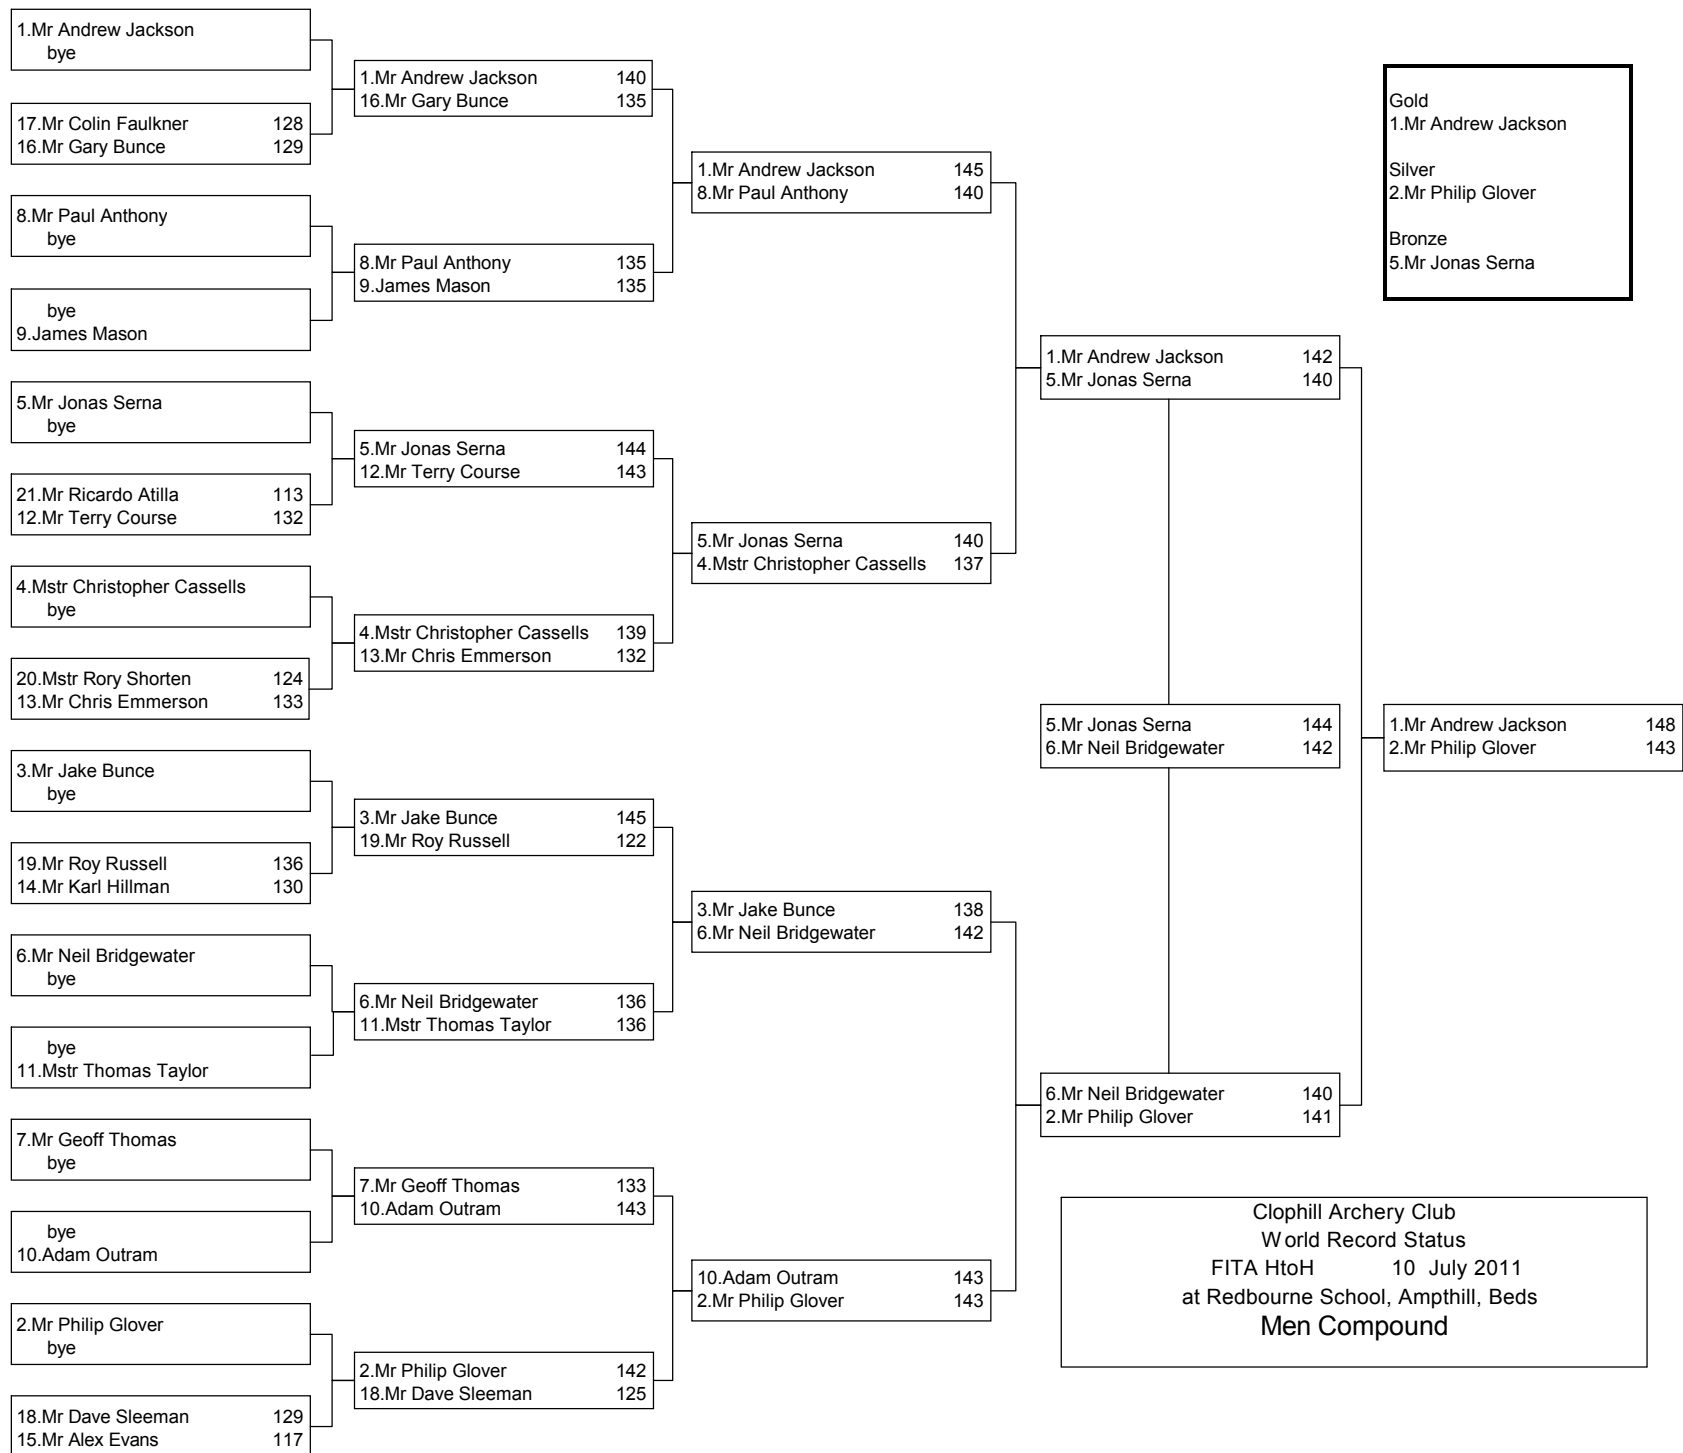 1.Mr Andrew Jackson
bye
17.Mr Colin Faulkner 128
16.Mr Gary Bunce 129
8.Mr Paul Anthony
bye
bye
9.James Mason
5.Mr Jonas Serna
bye
21.Mr Ricardo Atilla 113
12.Mr Terry Course 132
4.Mstr Christopher Cassells
bye
20.Mstr Rory Shorten 124
13.Mr Chris Emmerson 133
3.Mr Jake Bunce
bye
19.Mr Roy Russell 136
14.Mr Karl Hillman 130
6.Mr Neil Bridgewater
bye
bye
11.Mstr Thomas Taylor
7.Mr Geoff Thomas
bye
bye
10.Adam Outram
2.Mr Philip Glover
bye
18.Mr Dave Sleeman 129
15.Mr Alex Evans 117
1.Mr Andrew Jackson 140
16.Mr Gary Bunce 135
8.Mr Paul Anthony 135
9.James Mason 135
5.Mr Jonas Serna 144
12.Mr Terry Course 143
4.Mstr Christopher Cassells 139
13.Mr Chris Emmerson 132
3.Mr Jake Bunce 145
19.Mr Roy Russell 122
6.Mr Neil Bridgewater 136
11.Mstr Thomas Taylor 136
7.Mr Geoff Thomas 133
10.Adam Outram 143
2.Mr Philip Glover 142
18.Mr Dave Sleeman 125
1.Mr Andrew Jackson 145
8.Mr Paul Anthony 140
5.Mr Jonas Serna 140
4.Mstr Christopher Cassells 137
3.Mr Jake Bunce 138
6.Mr Neil Bridgewater 142
10.Adam Outram 143
2.Mr Philip Glover 143
1.Mr Andrew Jackson 142
5.Mr Jonas Serna 140
5.Mr Jonas Serna 144
6.Mr Neil Bridgewater 142
6.Mr Neil Bridgewater 140
2.Mr Philip Glover 141
1.Mr Andrew Jackson 148
2.Mr Philip Glover 143
Gold
1.Mr Andrew Jackson
Silver
2.Mr Philip Glover
Bronze
5.Mr Jonas Serna
Clophill Archery Club
World Record Status
FITA HtoH 10 July 2011
at Redbourne School, Ampthill, Beds
Men Compound